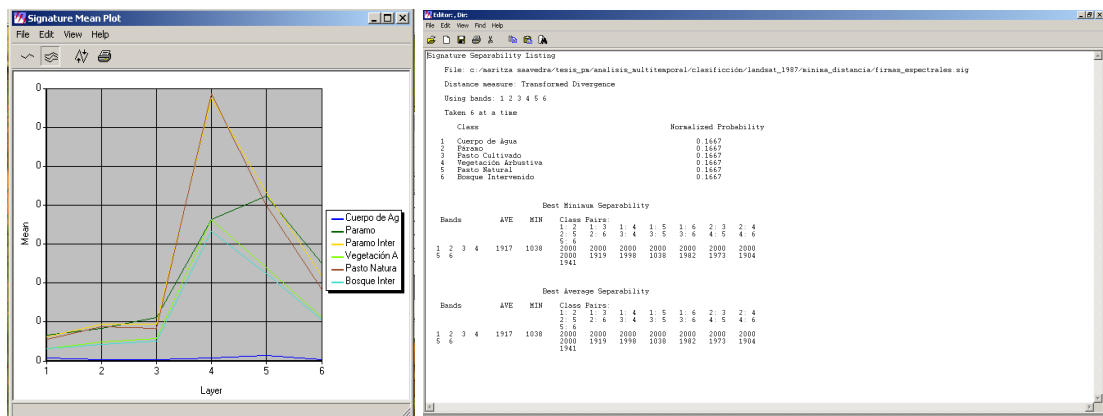 Signature Mean Plot
File Edit View Help
0
0
0
0
0
0
0
0
Mean
1 2 3 4 5 6
Layer
Cuerpo de Ag
Paramo
Paramo Inter
Vegetación A
Pasto Natura
Bosque Inter
Editor:, Dir:
File Edit View Find Help
Signature Separability Listing
File: c:/maritza saavedra/tesis_pm/analisis_multitemporal/clasificción/landsat_1987/minima_distancia/firmas_espectrales.sig
Distance measure: Transformed Divergence
Using bands: 1 2 3 4 5 6
Taken 6 at a time
Class Normalized Probability
1 Cuerpo de Agua 0.1667
2 Páramo 0.1667
3 Pasto Cultivado 0.1667
4 Vegetación Arbustiva 0.1667
5 Pasto Natural 0.1667
6 Bosque Intervenido 0.1667
Best Minimum Separability
Bands AVE MIN Class Pairs:
1: 2 1: 3 1: 4 1: 5 1: 6 2: 3 2: 4
2: 5 2: 6 3: 4 3: 5 3: 6 4: 5 4: 6
5: 6
1 2 3 4 1917 1038 2000 2000 2000 2000 2000 2000 2000
5 6 2000 1919 1998 1038 1982 1973 1904
1941
Best Average Separability
Bands AVE MIN Class Pairs:
1: 2 1: 3 1: 4 1: 5 1: 6 2: 3 2: 4
2: 5 2: 6 3: 4 3: 5 3: 6 4: 5 4: 6
5: 6
1 2 3 4 1917 1038 2000 2000 2000 2000 2000 2000 2000
5 6 2000 1919 1998 1038 1982 1973 1904
1941